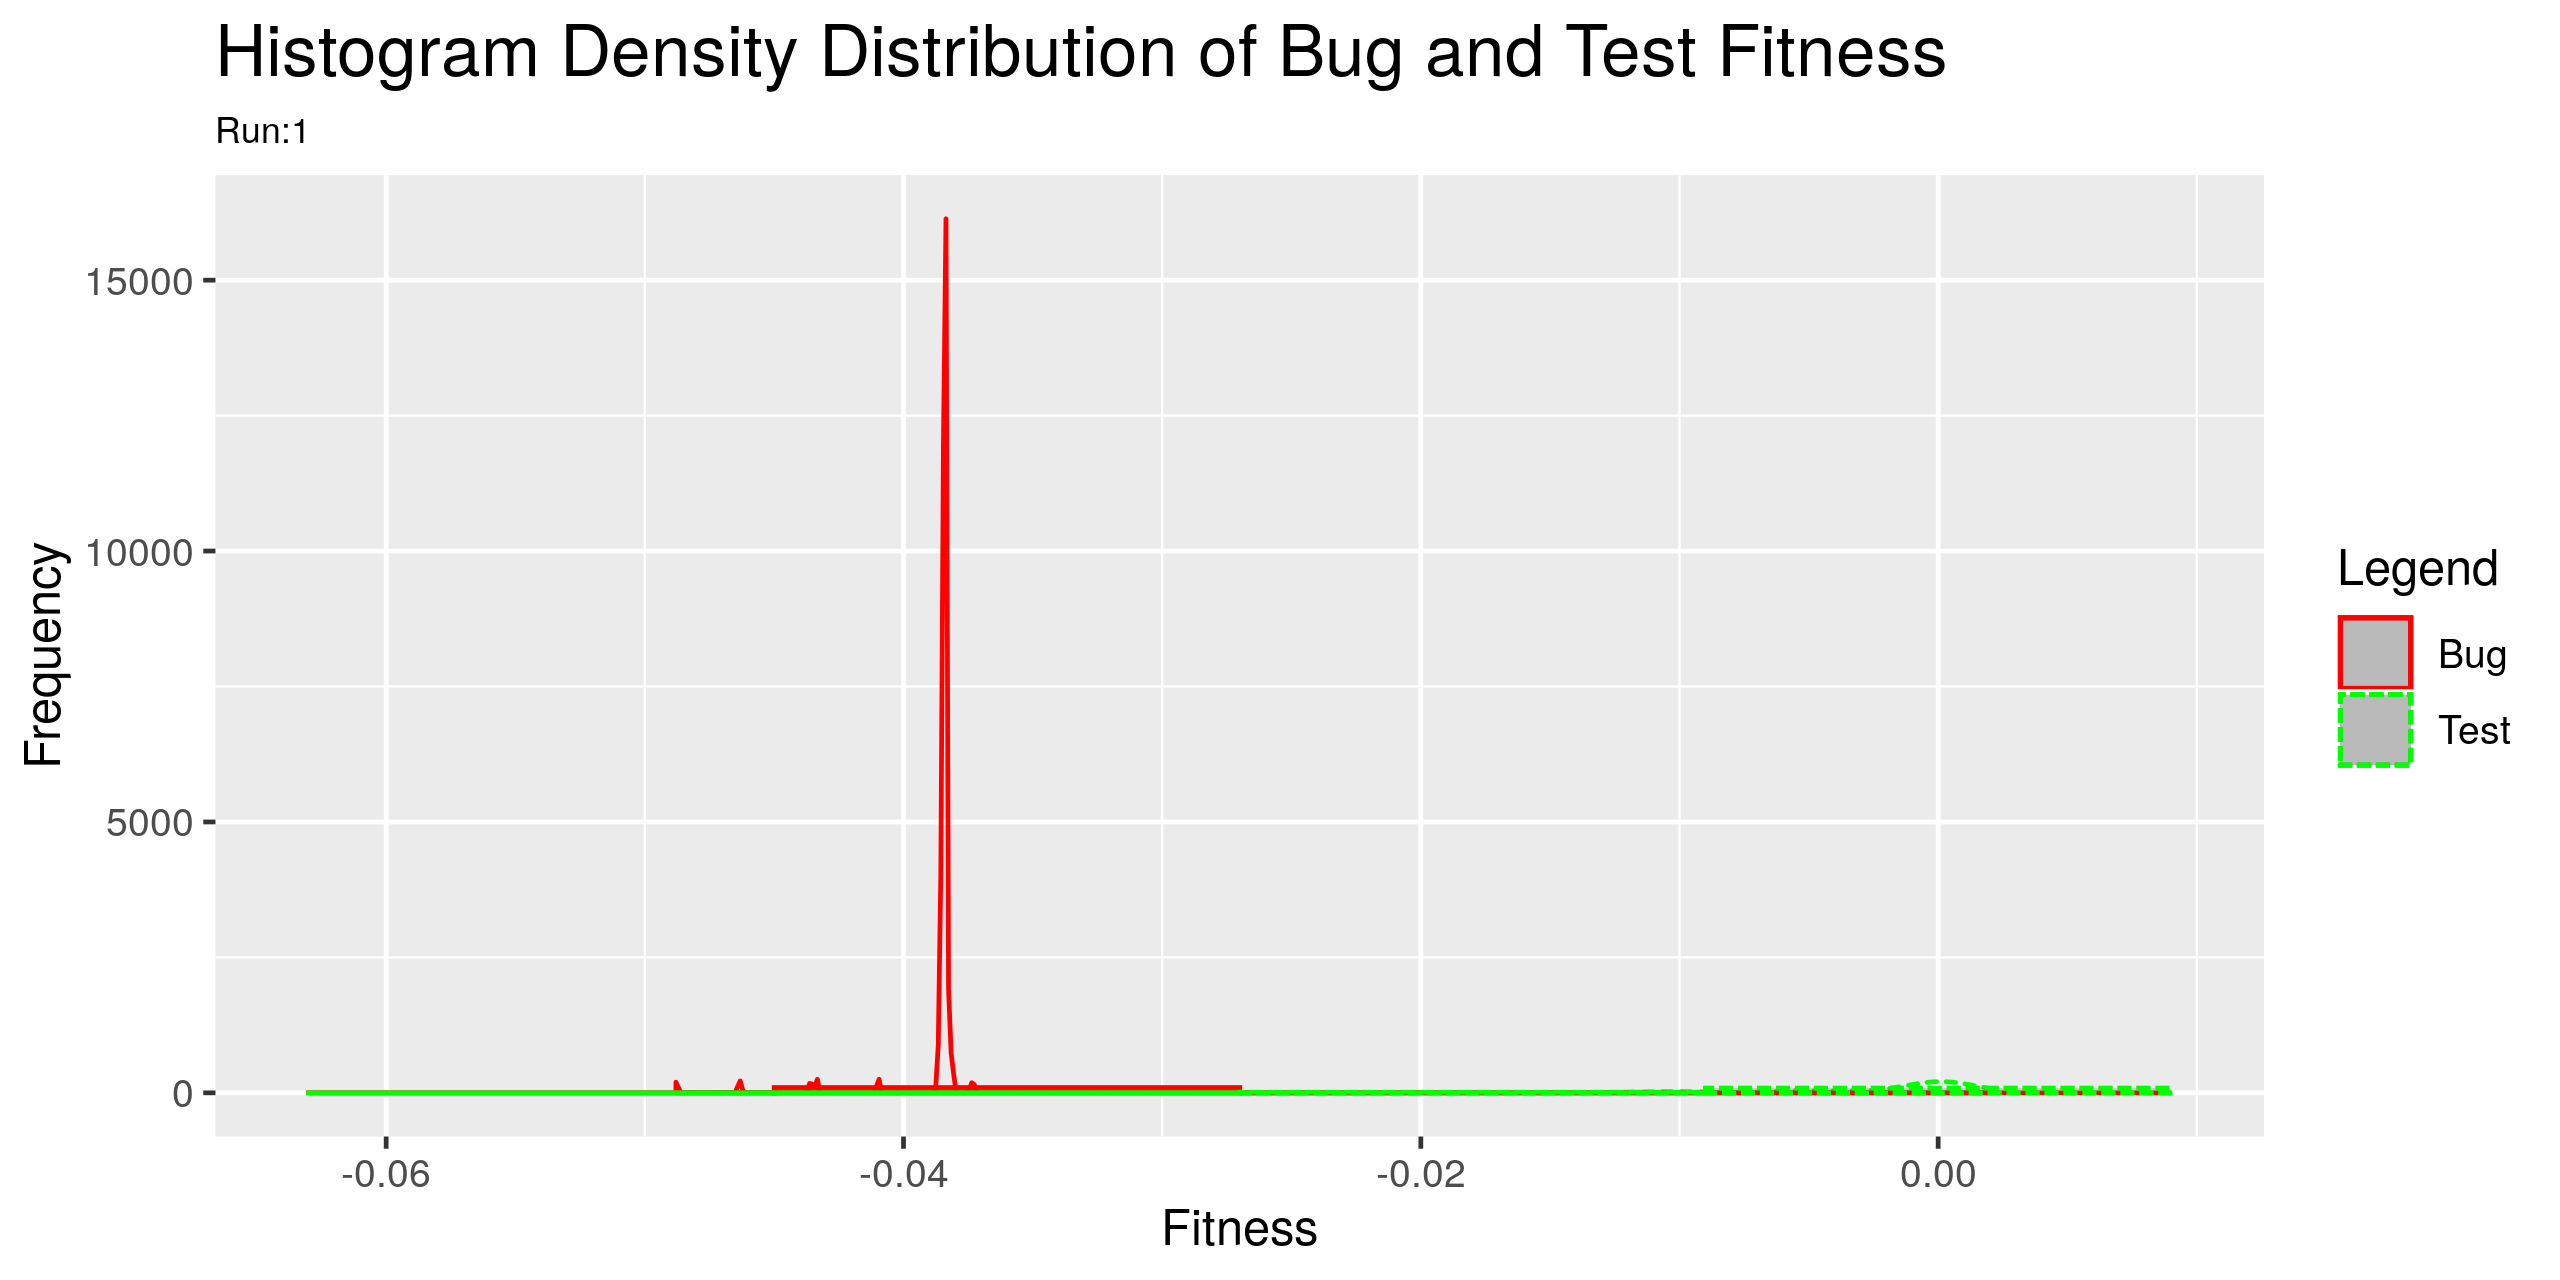 Histogram Density Distribution of Bug and Test Fitness
Run:1
Frequency
15000
10000
5000
0
-0.06
-0.04
-0.02
0.00
Fitness
Legend
Bug
Test